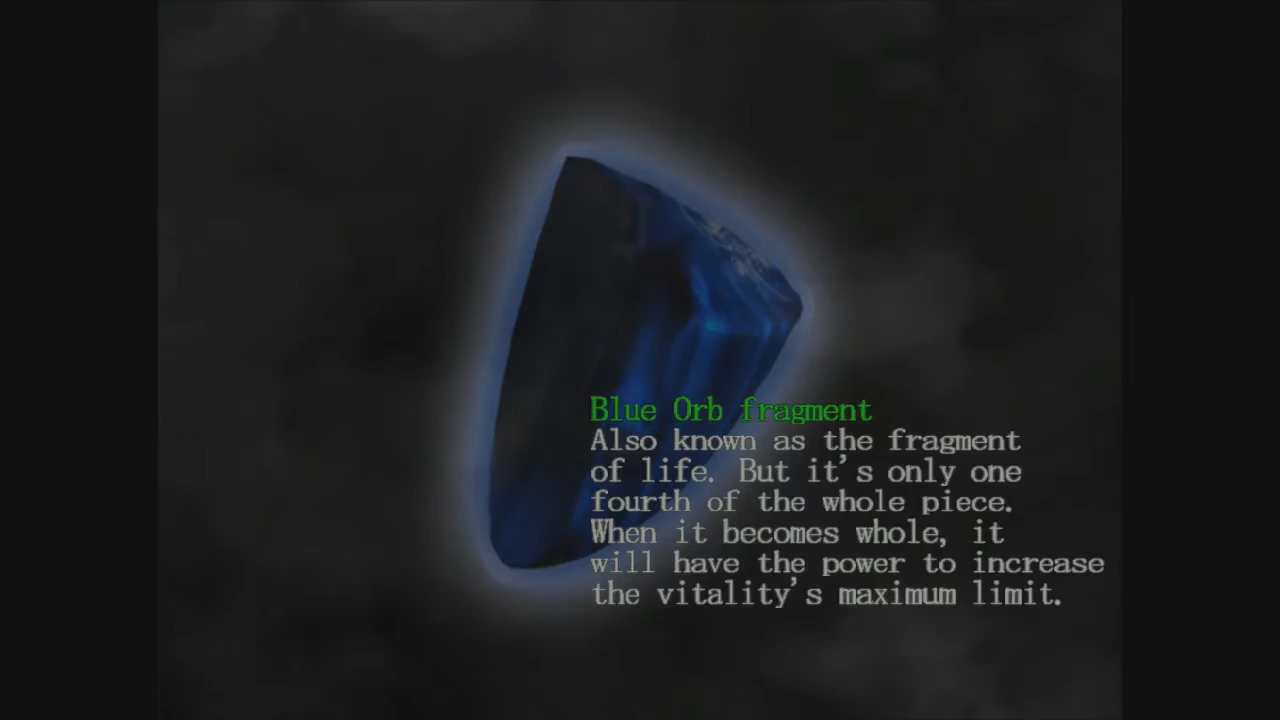 Blue Orb fragment
Also known as the fragment
of life. But it's only one
fourth of the whole piece.
When it becomes whole, it
will have the power to increase
the vitality's maximum limit.